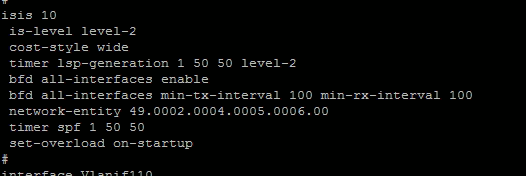 #
isis 10
is-level level-2
cost-style wide
timer lsp-generation 1 50 50 level-2
bfd all-interfaces enable
bfd all-interfaces min-tx-interval 100 min-rx-interval 100
network-entity 49.0002.0004.0005.0006.00
timer spf 1 50 50
set-overload on-startup
#
interface Vlanif110